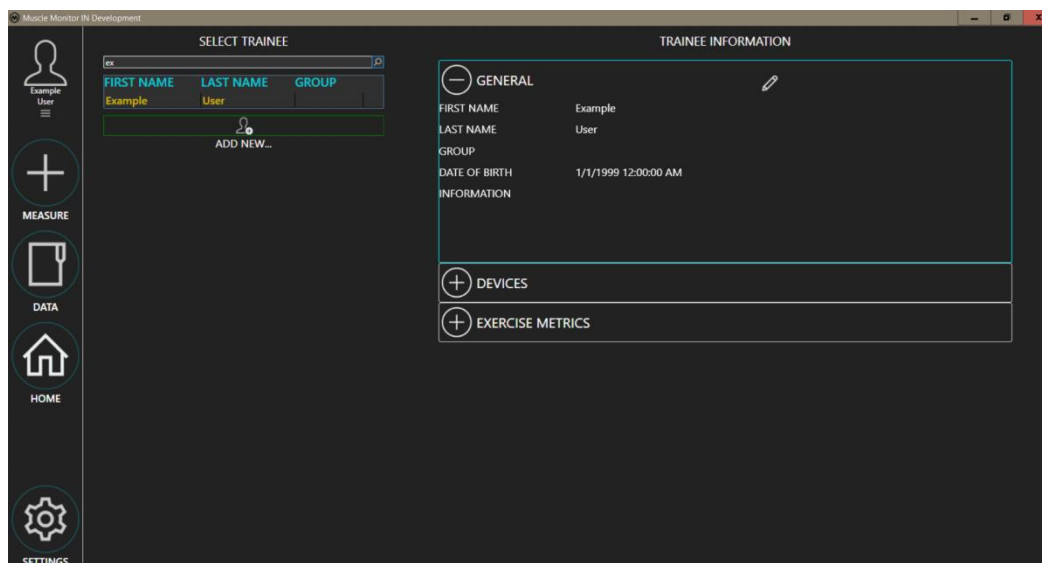 Muscle Monitor IN Development
Example
User
MEASURE
DATA
HOME
SETTINGS
SELECT TRAINEE
ex
FIRST NAME LAST NAME GROUP
Example User
ADD NEW...
TRAINEE INFORMATION
GENERAL
FIRST NAME Example
LAST NAME User
GROUP
DATE OF BIRTH 1/1/1999 12:00:00 AM
INFORMATION
DEVICES
EXERCISE METRICS